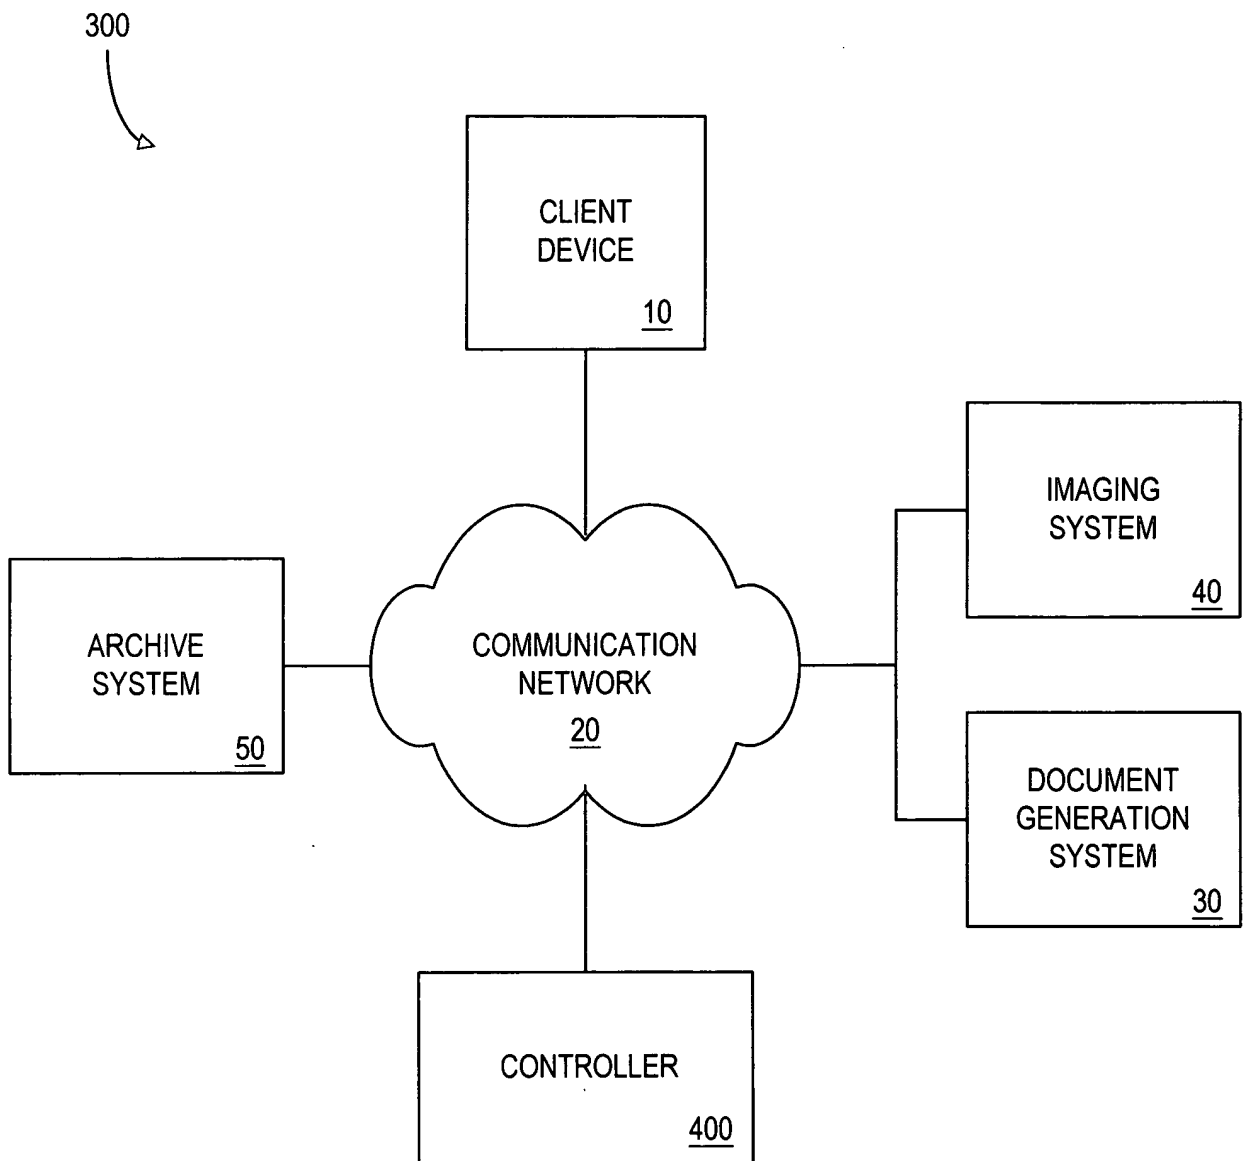 300
CLIENT
DEVICE
10
IMAGING
SYSTEM
40
ARCHIVE
SYSTEM
50
COMMUNICATION
NETWORK
20
DOCUMENT
GENERATION
SYSTEM
30
CONTROLLER
400